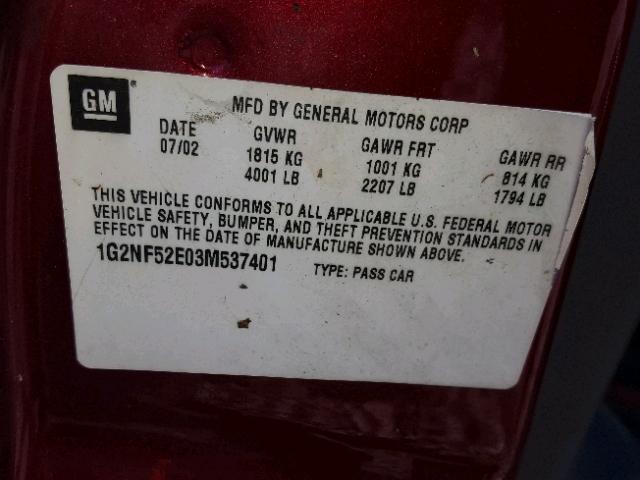 GM
MFD BY GENERAL MOTORS CORP
DATE GVWR GAWR FRT GAWR RR
07/02 1815 KG 1001 KG 814 KG
4001 LB 2207 LB 1794 LB
THIS VEHICLE CONFORMS TO ALL APPLICABLE U.S. FEDERAL MOTOR
VEHICLE SAFETY, BUMPER, AND THEFT PREVENTION STANDARDS IN
EFFECT ON THE DATE OF MANUFACTURE SHOWN ABOVE.
1G2NF52E03M537401 TYPE: PASS CAR